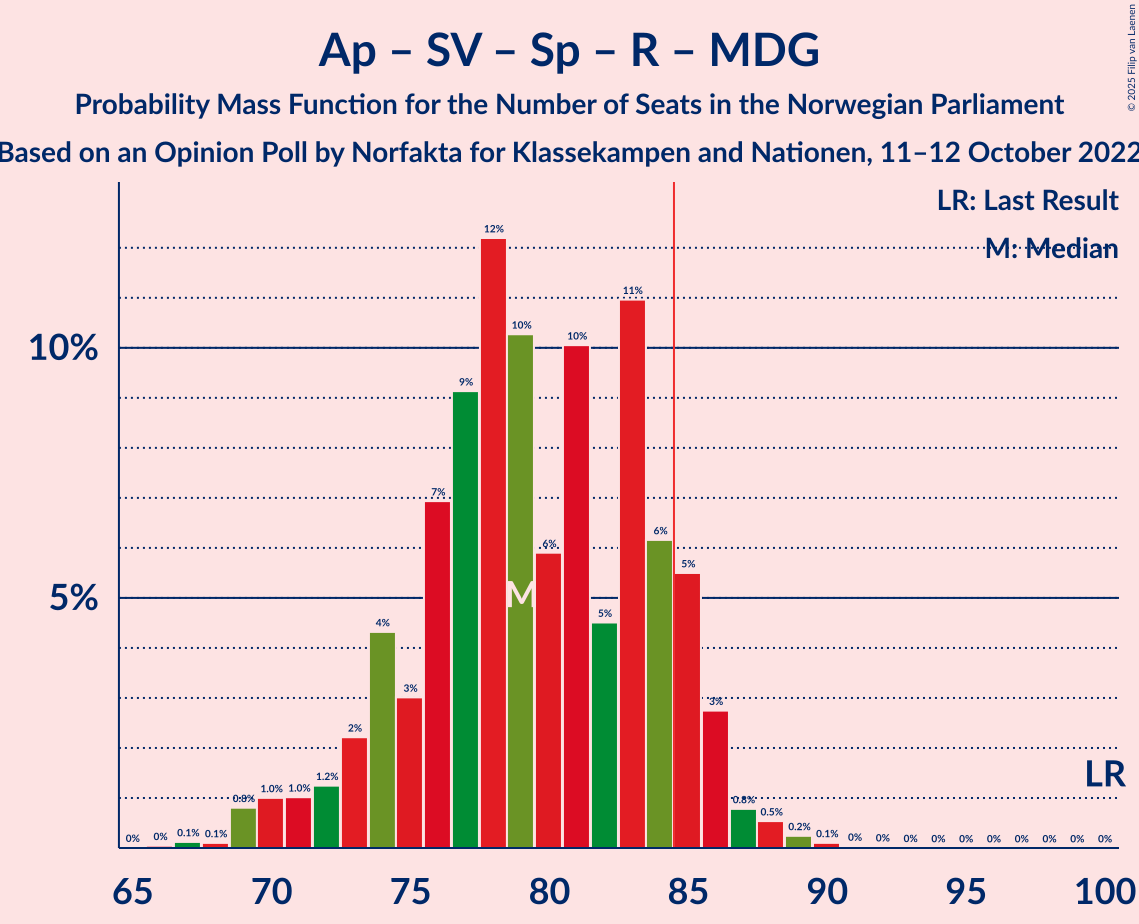 Ap – SV – Sp – R – MDG
Probability Mass Function for the Number of Seats in the Norwegian Parliament
Based on an Opinion Poll by Norfakta for Klassekampen and Nationen, 11–12 October 2022
© 2025 Filip van Laenen
LR: Last Result
M: Median
10%
5%
0% 0% 0.1% 0.1% 0.8% 1.0% 1.0% 1.2% 2% 4% 3% 7% 9% 12% 10% 6% 10% 5% 11% 6% 5% 3% 0.8% 0.5% 0.2% 0.1% 0% 0% 0% 0% 0% 0% 0% 0% 0% 0%
M
LR
65 70 75 80 85 90 95 100